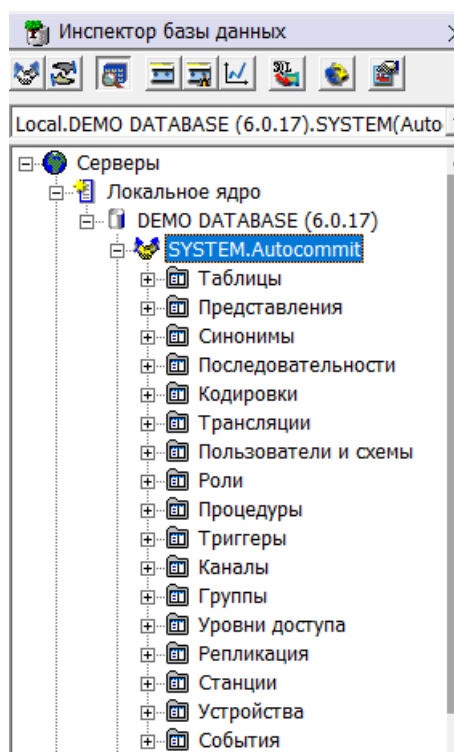 Инспектор базы данных
SQL
Local.DEMO DATABASE (6.0.17).SYSTEM(Auto
Серверы
Локальное ядро
DEMO DATABASE (6.0.17)
SYSTEM.Autocommit
Таблицы
Представления
Синонимы
Последовательности
Кодировки
Трансляции
Пользователи и схемы
Роли
Процедуры
Триггеры
Каналы
Группы
Уровни доступа
Репликация
Станции
Устройства
События